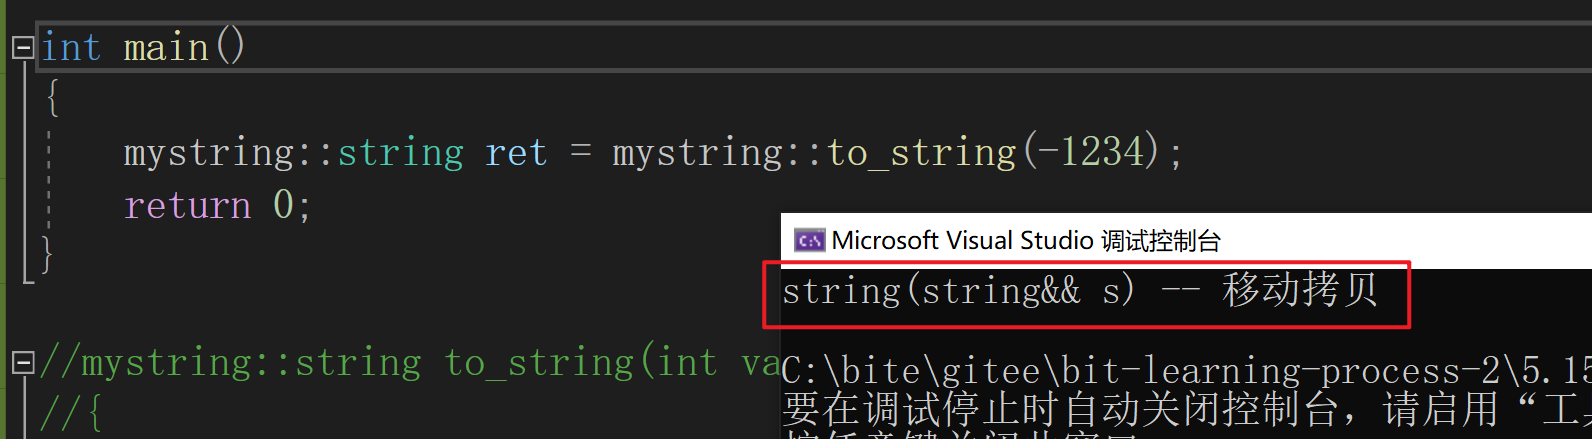 int main()
{
mystring::string ret = mystring::to_string(-1234);
return 0;
}
//mystring::string to_string(int va
//{
Microsoft Visual Studio 调试控制台
string(string&& s) -- 移动拷贝
C:\bite\gitee\bit-learning-process-2\5.15
要在调试停止时自动关闭控制台，请启用“工具